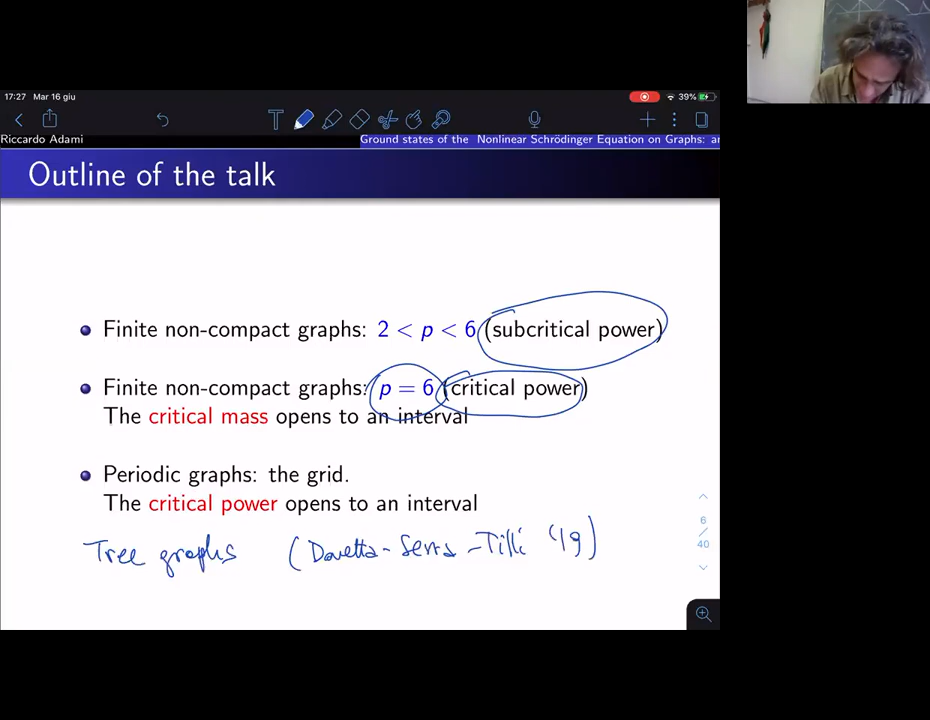 17:27 Mar 16 giu
39%
Riccardo Adami
Ground states of the Nonlinear Schrödinger Equation on Graphs: ar
Outline of the talk
Finite non-compact graphs: 2 < p < 6 (subcritical power)
Finite non-compact graphs: p = 6 (critical power)
The critical mass opens to an interval
Periodic graphs: the grid.
The critical power opens to an interval
Tree graphs (Dovetta-Serra-Tilli '19)
6
/
40